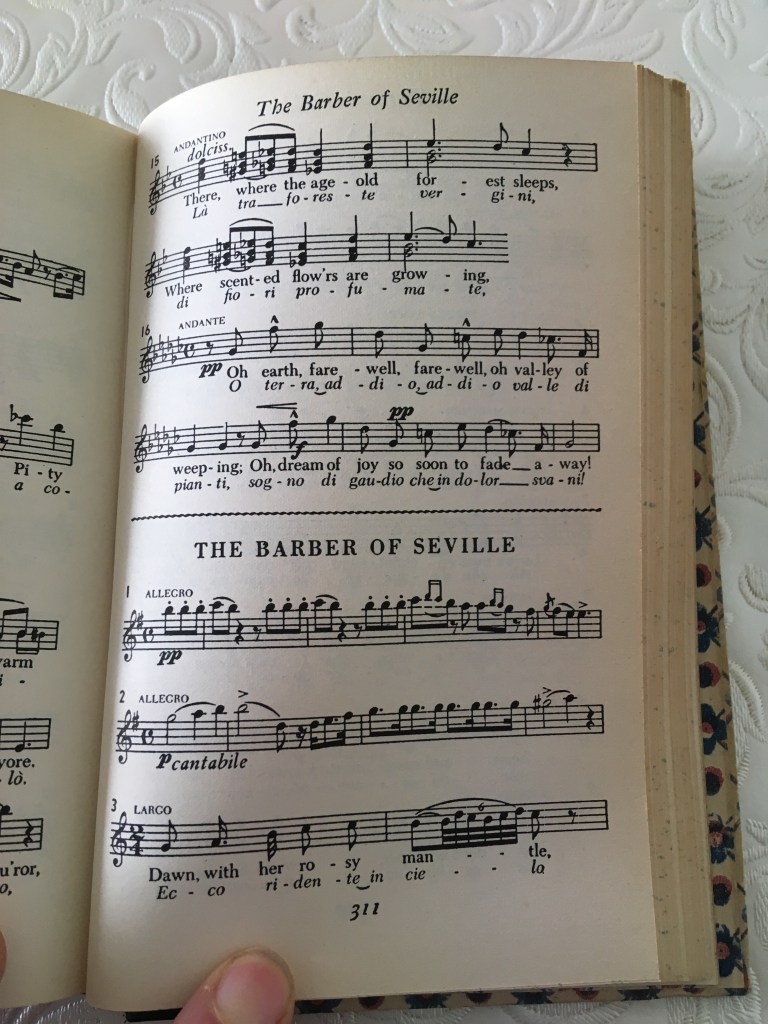 Pi - ty
a co -
warm
i -
yore.
- lò.
u'ror,
o,
The Barber of Seville
15 ANDANTINO
dolciss.
There, where the age - old for - est sleeps,
Là tra fo - res - te ver - gi - ni,
Where scent - ed flow'rs are grow - ing,
di fio - ri pro - fu - ma - te,
16 ANDANTE
pp Oh earth, fare - well, fare - well, oh val - ley of
O ter - ra, ad - di - o, ad - di - o val - le di
pp
f
weep - ing; Oh, dream of joy so soon to fade a - way!
pian - ti, sog - no di gau - dio che in do - lor sva - ni!
THE BARBER OF SEVILLE
1 ALLEGRO
pp
2 ALLEGRO
p cantabile
3 LARGO
6
Dawn, with her ro - sy man - - tle,
Ec - co ri - den - te in cie - - lo
311